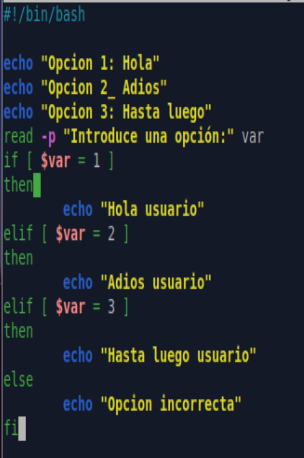 #!/bin/bash
echo "Opcion 1: Hola"
echo "Opcion 2_ Adios"
echo "Opcion 3: Hasta luego"
read -p "Introduce una opción:" var
if [ $var = 1 ]
then
echo "Hola usuario"
elif [ $var = 2 ]
then
echo "Adios usuario"
elif [ $var = 3 ]
then
echo "Hasta luego usuario"
else
echo "Opcion incorrecta"
fi